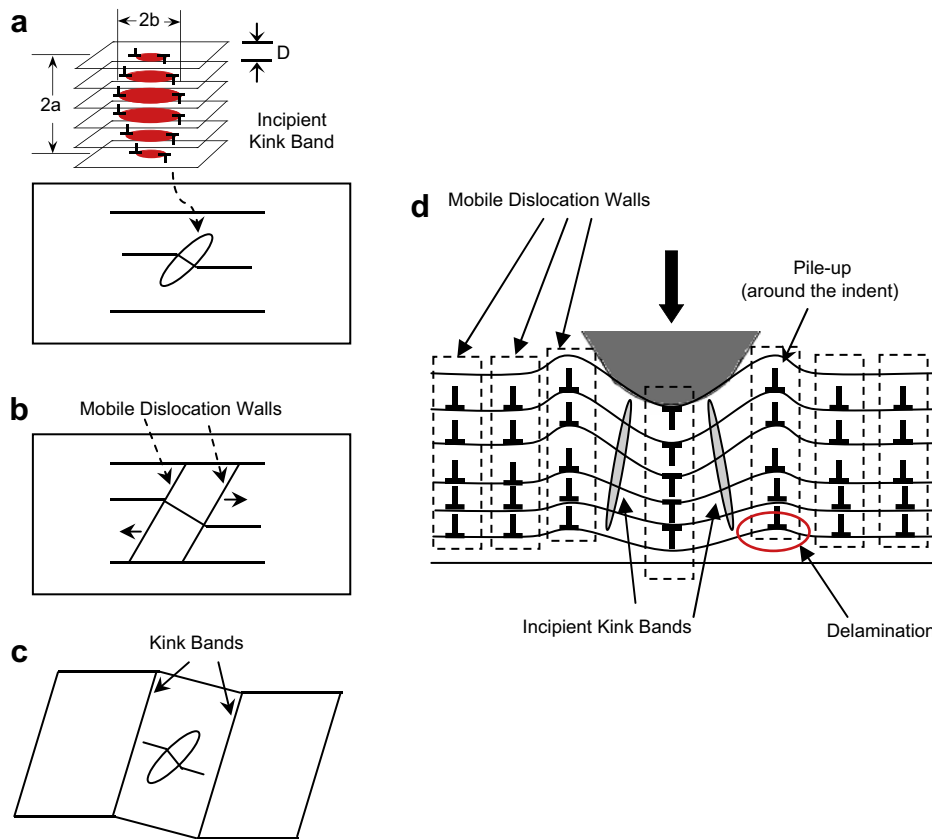 a
2b
D
2a
Incipient
Kink Band
b
Mobile Dislocation Walls
c
Kink Bands
d
Mobile Dislocation Walls
Pile-up
(around the indent)
Incipient Kink Bands
Delamination